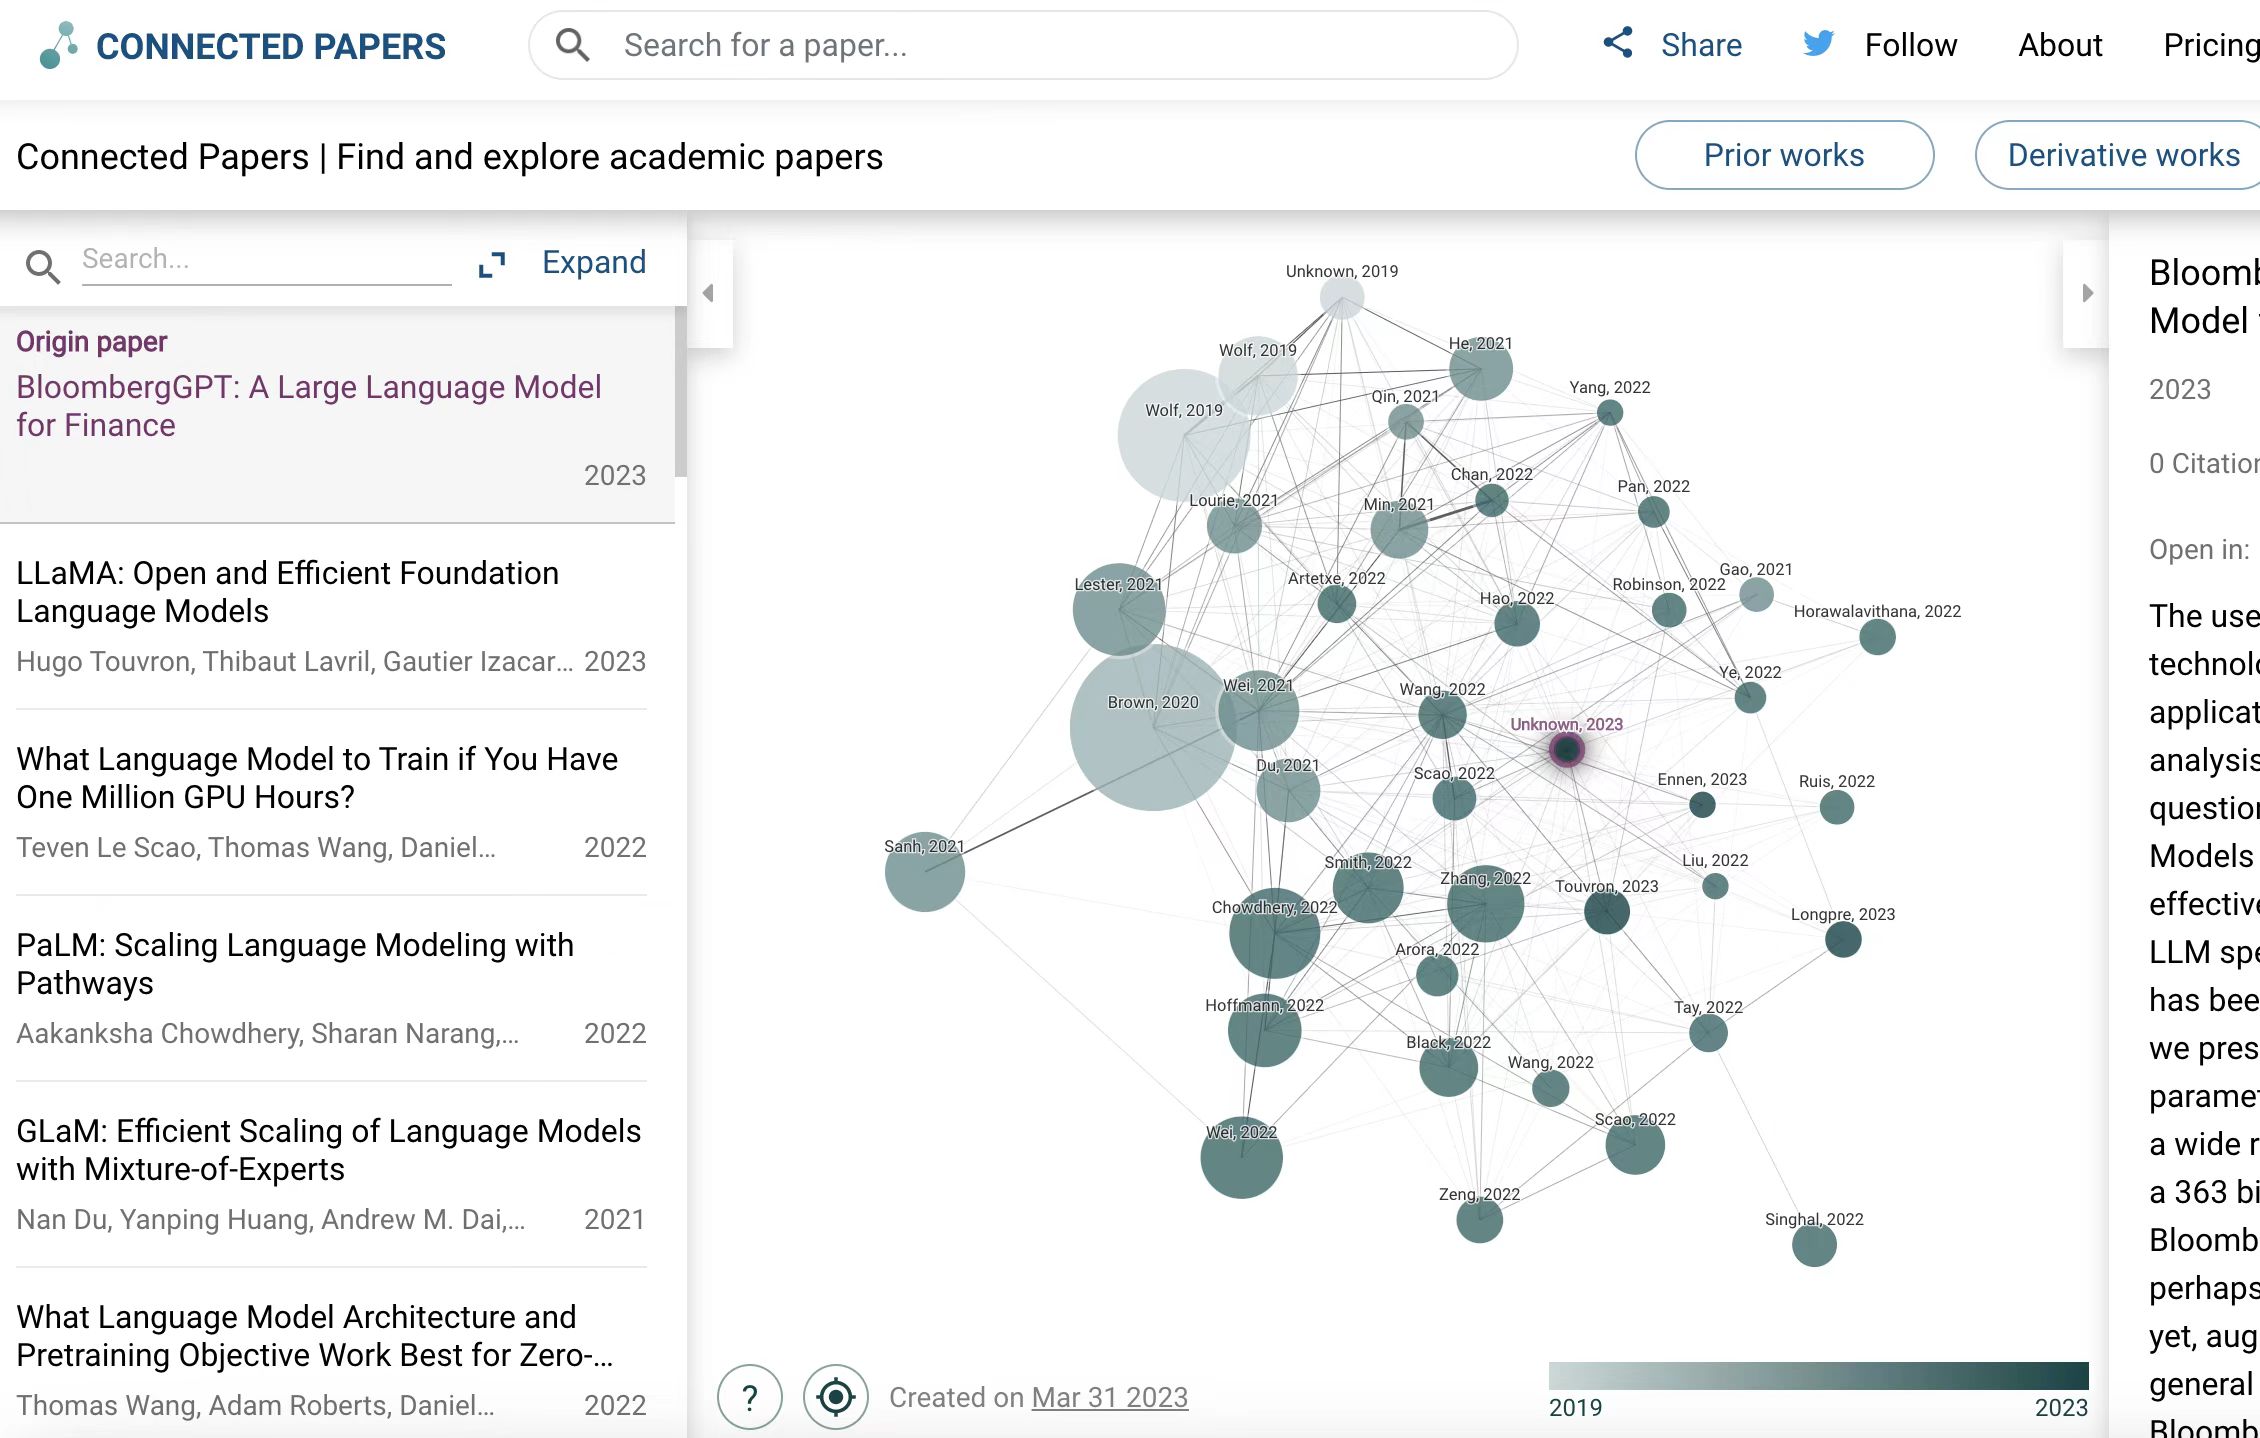 CONNECTED PAPERS
Search for a paper...
Share
Follow
About
Pricing
Connected Papers | Find and explore academic papers
Prior works
Derivative works
Search...
Expand
Origin paper
BloombergGPT: A Large Language Model
for Finance
2023
LLaMA: Open and Efficient Foundation
Language Models
Hugo Touvron, Thibaut Lavril, Gautier Izacar... 2023
What Language Model to Train if You Have
One Million GPU Hours?
Teven Le Scao, Thomas Wang, Daniel... 2022
PaLM: Scaling Language Modeling with
Pathways
Aakanksha Chowdhery, Sharan Narang,... 2022
GLaM: Efficient Scaling of Language Models
with Mixture-of-Experts
Nan Du, Yanping Huang, Andrew M. Dai,... 2021
What Language Model Architecture and
Pretraining Objective Work Best for Zero-...
Thomas Wang, Adam Roberts, Daniel... 2022
Unknown, 2019
Wolf, 2019
He, 2021
Yang, 2022
Qin, 2021
Wolf, 2019
Chan, 2022
Pan, 2022
Lourie, 2021
Min, 2021
Gao, 2021
Artetxe, 2022
Lester, 2021
Robinson, 2022
Hao, 2022
Horawalavithana, 2022
Ye, 2022
Wei, 2021
Wang, 2022
Brown, 2020
Unknown, 2023
Du, 2021
Scao, 2022
Ennen, 2023
Ruis, 2022
Sanh, 2021
Smith, 2022
Liu, 2022
Zhang, 2022
Touvron, 2023
Chowdhery, 2022
Longpre, 2023
Arora, 2022
Hoffmann, 2022
Tay, 2022
Black, 2022
Wang, 2022
Scao, 2022
Wei, 2022
Zeng, 2022
Singhal, 2022
?
Created on Mar 31 2023
2019
2023
Bloomb
Model
2023
0 Citation
Open in:
The use
technolo
applicat
analysis
question
Models
effective
LLM spe
has bee
we pres
paramet
a wide r
a 363 bi
Bloomb
perhaps
yet, aug
general
Bloomb